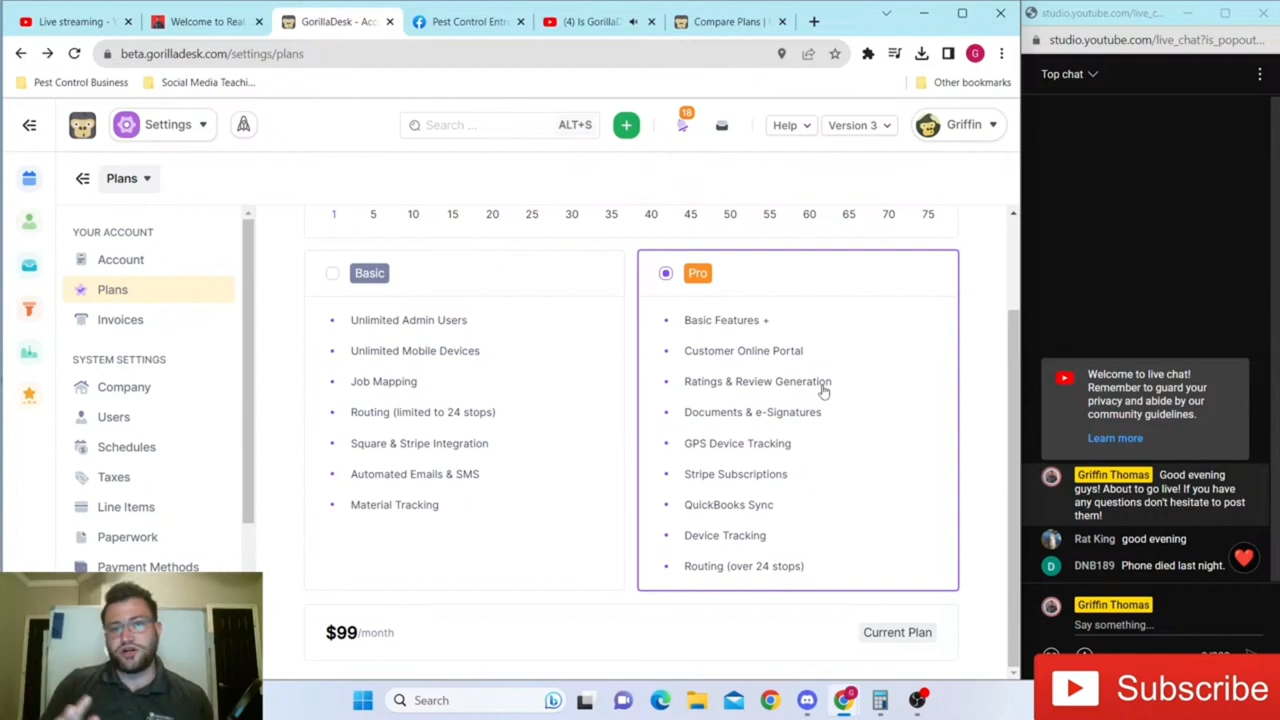 Live streaming - Y
Welcome to Real
GorillaDesk - Acc
Pest Control Entr
(4) Is GorillaD
Compare Plans |
studio.youtube.com/live_c...
beta.gorilladesk.com/settings/plans
studio.youtube.com/live_chat?is_popout...
Pest Control Business
Social Media Teachi...
Other bookmarks
Top chat
Settings
Search ...
ALT+S
18
Help
Version 3
Griffin
Plans
1 5 10 15 20 25 30 35 40 45 50 55 60 65 70 75
YOUR ACCOUNT
Account
Plans
Invoices
SYSTEM SETTINGS
Company
Users
Schedules
Taxes
Line Items
Paperwork
Payment Methods
Basic
Unlimited Admin Users
Unlimited Mobile Devices
Job Mapping
Routing (limited to 24 stops)
Square & Stripe Integration
Automated Emails & SMS
Material Tracking
Pro
Basic Features +
Customer Online Portal
Ratings & Review Generation
Documents & e-Signatures
GPS Device Tracking
Stripe Subscriptions
QuickBooks Sync
Device Tracking
Routing (over 24 stops)
$99/month
Current Plan
Welcome to live chat!
Remember to guard your
privacy and abide by our
community guidelines.
Learn more
Griffin Thomas Good evening
guys! About to go live! If you have
any questions don't hesitate to post
them!
Rat King good evening
D DNB189 Phone died last night.
Griffin Thomas
Say something...
Search
Subscribe